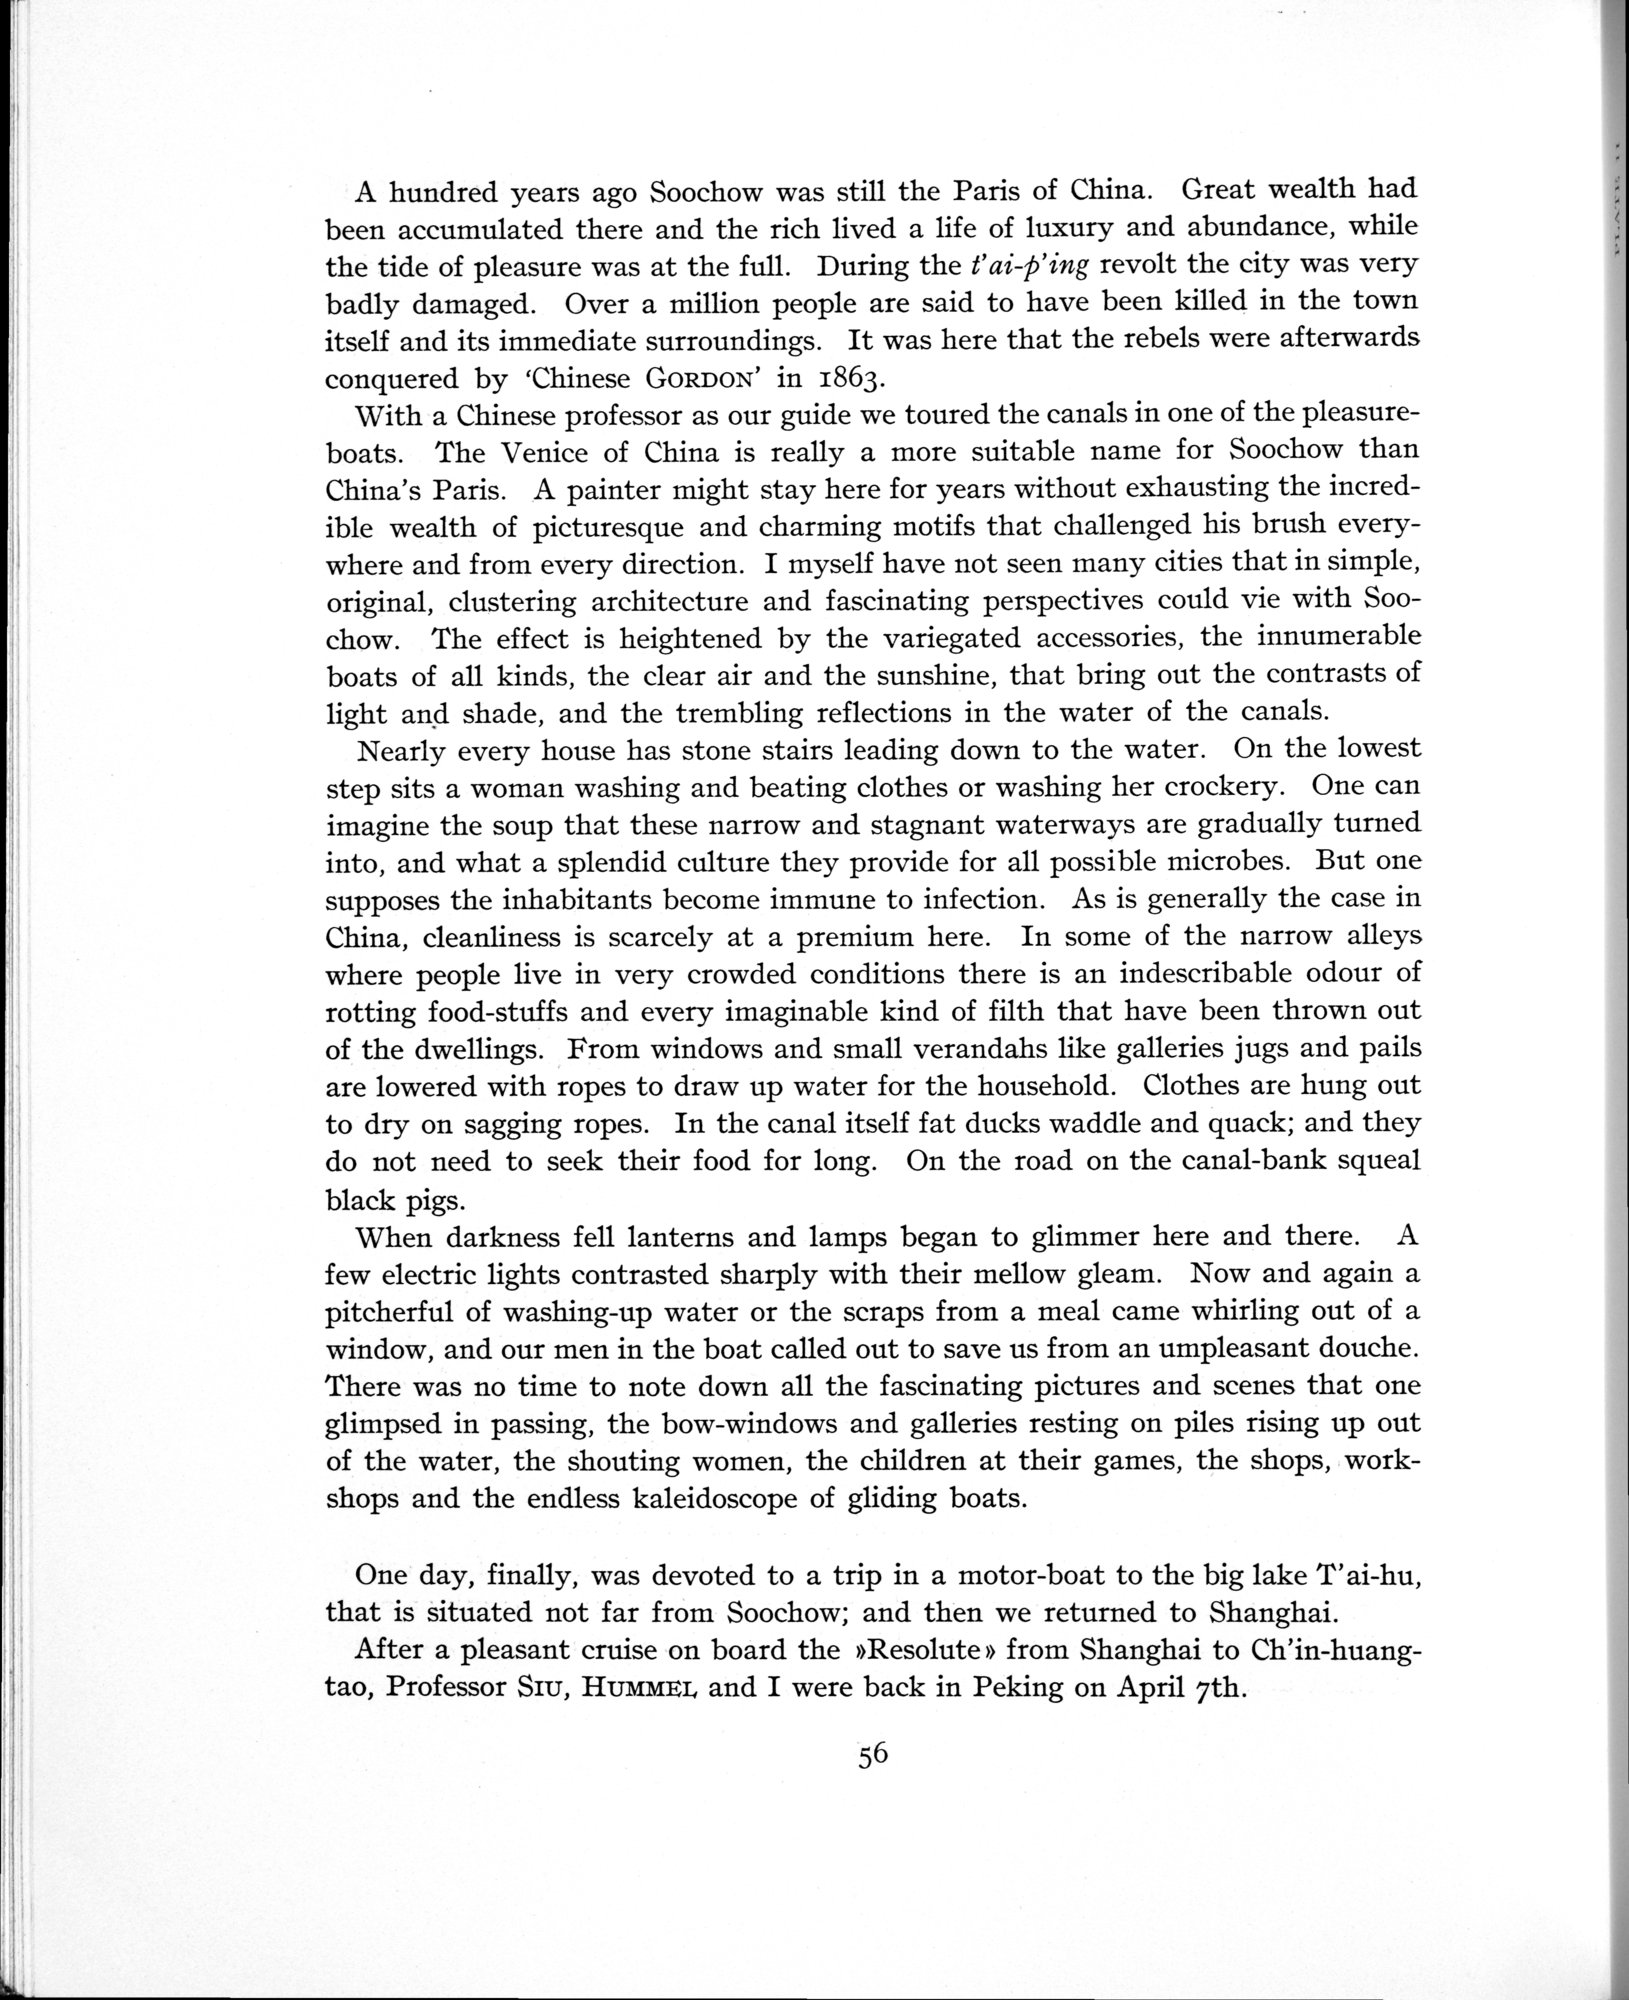 A hundred years ago Soochow was still the Paris of China. Great wealth had
been accumulated there and the rich lived a life of luxury and abundance, while
the tide of pleasure was at the full. During the t’ai-p’ing revolt the city was very
badly damaged. Over a million people are said to have been killed in the town
itself and its immediate surroundings. It was here that the rebels were afterwards
conquered by ‘Chinese GORDON’ in 1863.
With a Chinese professor as our guide we toured the canals in one of the pleasure-
boats. The Venice of China is really a more suitable name for Soochow than
China’s Paris. A painter might stay here for years without exhausting the incred-
ible wealth of picturesque and charming motifs that challenged his brush every-
where and from every direction. I myself have not seen many cities that in simple,
original, clustering architecture and fascinating perspectives could vie with Soo-
chow. The effect is heightened by the variegated accessories, the innumerable
boats of all kinds, the clear air and the sunshine, that bring out the contrasts of
light and shade, and the trembling reflections in the water of the canals.
Nearly every house has stone stairs leading down to the water. On the lowest
step sits a woman washing and beating clothes or washing her crockery. One can
imagine the soup that these narrow and stagnant waterways are gradually turned
into, and what a splendid culture they provide for all possible microbes. But one
supposes the inhabitants become immune to infection. As is generally the case in
China, cleanliness is scarcely at a premium here. In some of the narrow alleys
where people live in very crowded conditions there is an indescribable odour of
rotting food-stuffs and every imaginable kind of filth that have been thrown out
of the dwellings. From windows and small verandahs like galleries jugs and pails
are lowered with ropes to draw up water for the household. Clothes are hung out
to dry on sagging ropes. In the canal itself fat ducks waddle and quack; and they
do not need to seek their food for long. On the road on the canal-bank squeal
black pigs.
When darkness fell lanterns and lamps began to glimmer here and there. A
few electric lights contrasted sharply with their mellow gleam. Now and again a
pitcherful of washing-up water or the scraps from a meal came whirling out of a
window, and our men in the boat called out to save us from an umpleasant douche.
There was no time to note down all the fascinating pictures and scenes that one
glimpsed in passing, the bow-windows and galleries resting on piles rising up out
of the water, the shouting women, the children at their games, the shops, work-
shops and the endless kaleidoscope of gliding boats.
One day, finally, was devoted to a trip in a motor-boat to the big lake T’ai-hu,
that is situated not far from Soochow; and then we returned to Shanghai.
After a pleasant cruise on board the »Resolute» from Shanghai to Ch’in-huang-
tao, Professor SIU, HUMMEL and I were back in Peking on April 7th.
56
PLATE 11